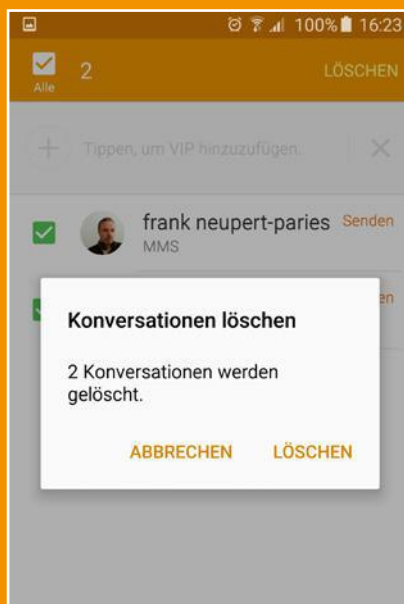 100% 16:23
Alle 2 LÖSCHEN
Tippen, um VIP hinzuzufügen.
frank neupert-paries Senden
MMS
en
Konversationen löschen
2 Konversationen werden
gelöscht.
ABBRECHEN LÖSCHEN